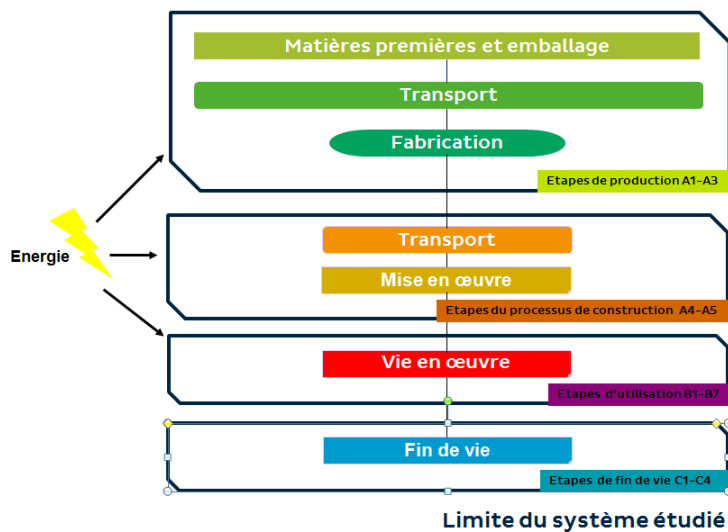 Matières premières et emballage
Transport
Fabrication
Etapes de production A1-A3
Energie
Transport
Mise en œuvre
Etapes du processus de construction A4-A5
Vie en œuvre
Etapes d'utilisation B1-B7
Fin de vie
Etapes de fin de vie C1-C4
Limite du système étudié